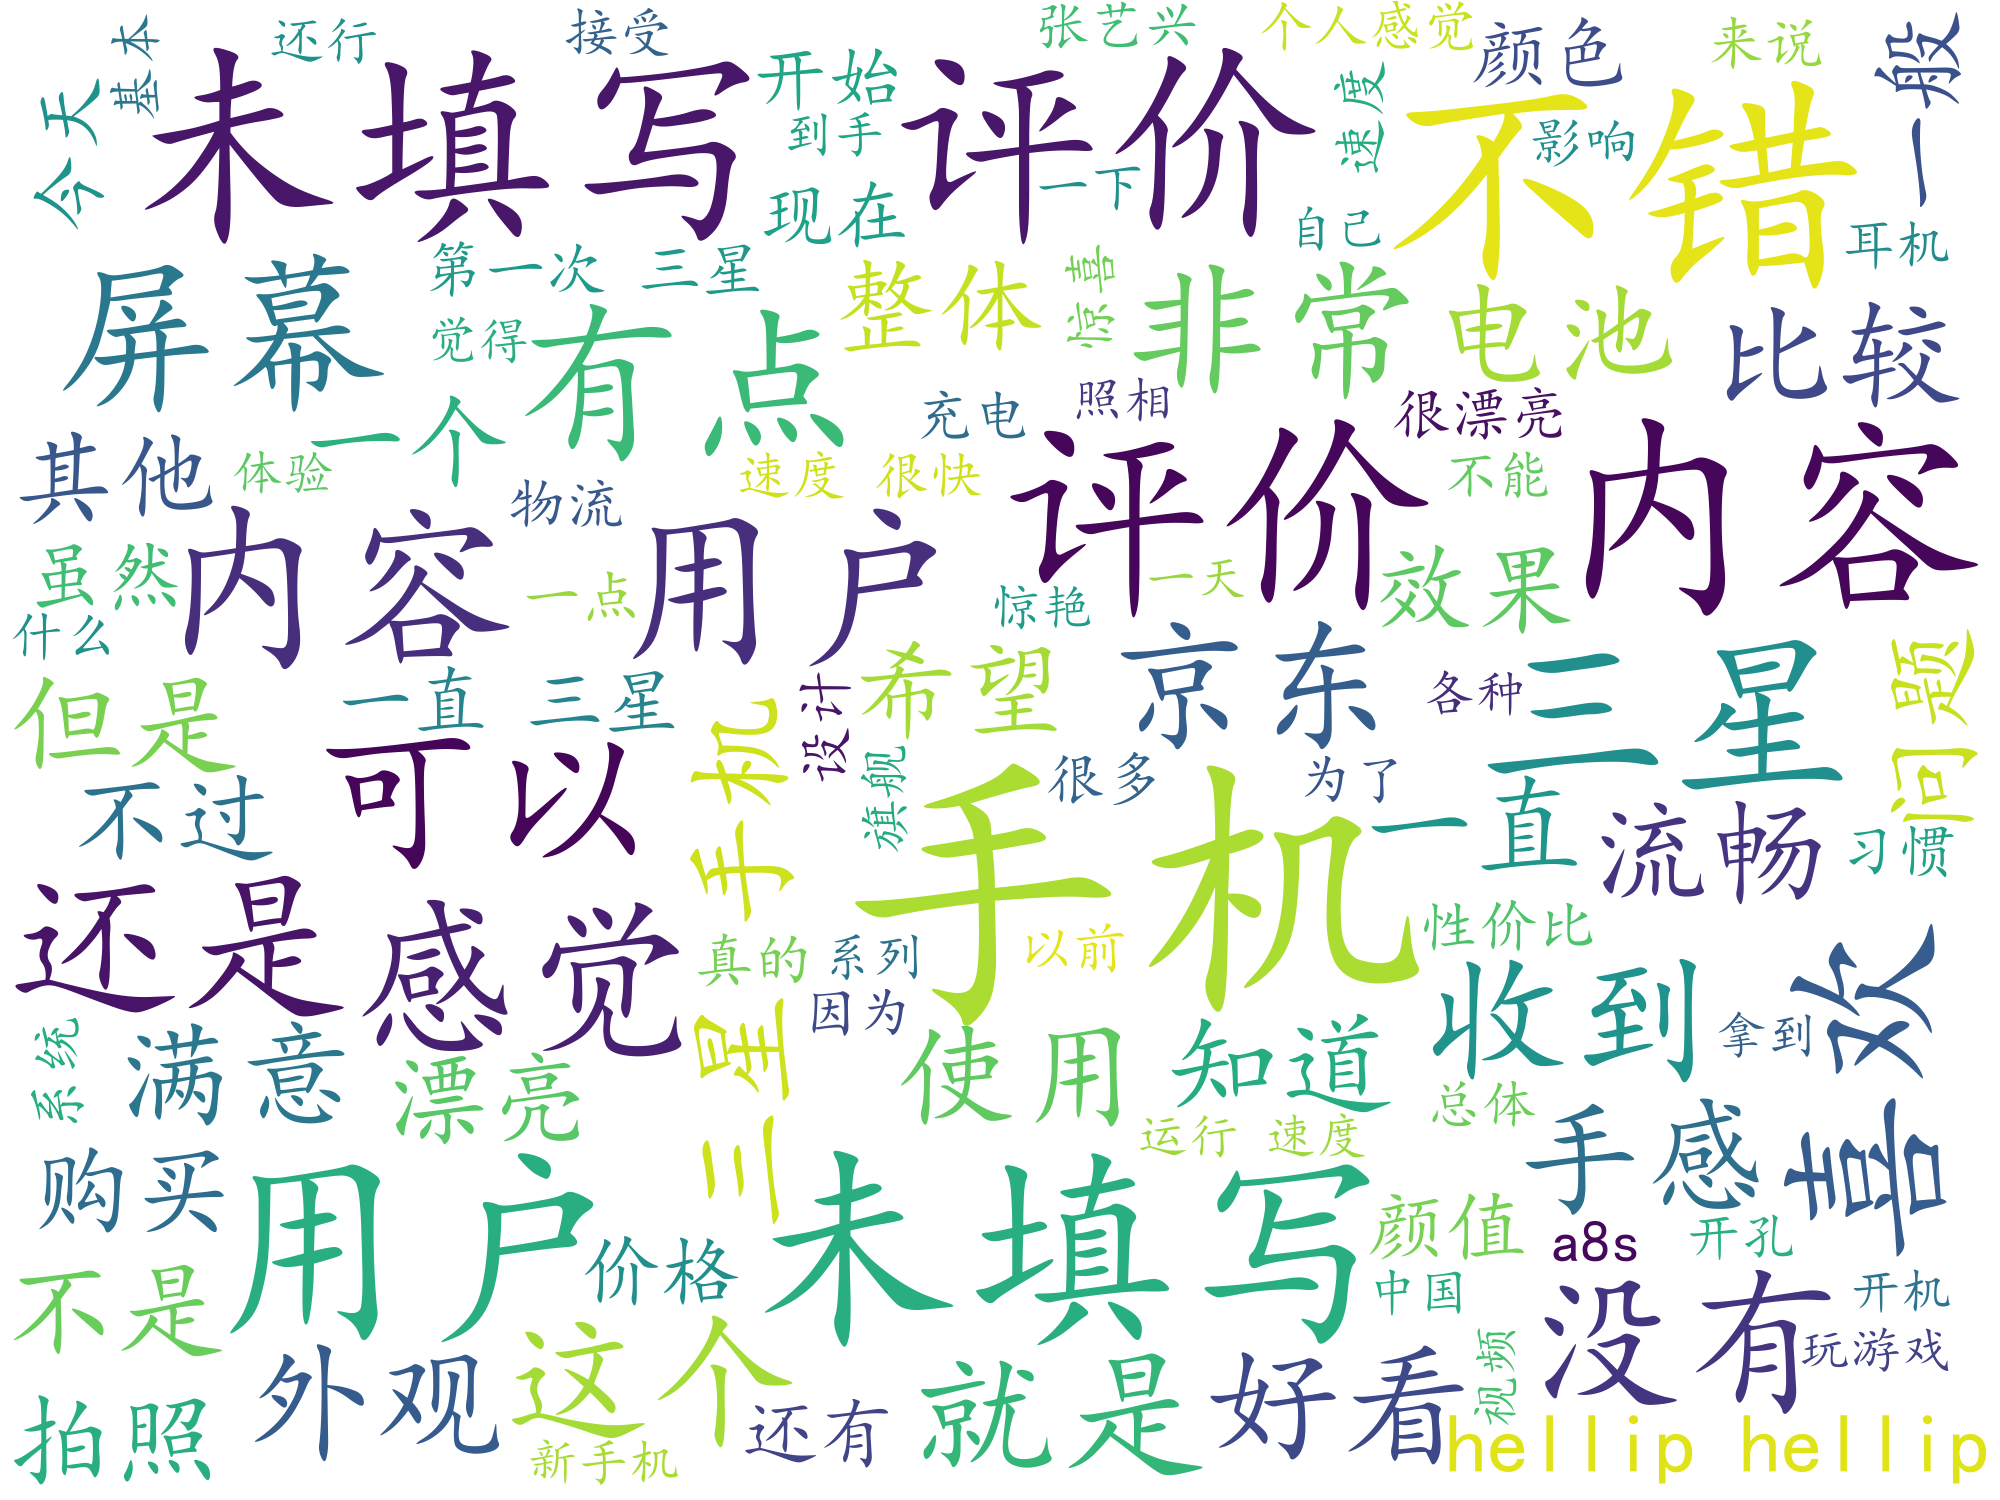 还行
接受
张艺兴
个人感觉
颜色
来说
一般
基本
今天
未填写 评价
开始
到手
现在
一下
速度
不错
影响
自己
耳机
屏幕
第一次 三星
觉得
有点
整体
惊喜
非常
电池
比较
其他
一个
体验
物流
充电
照相
很漂亮
速度 很快
不能
评价 内容
虽然
什么
内容 用户
一点
惊艳
一天
效果
但是
一直 三星
设计
希望
京东
各种
三星
问题
不过
可以
三星 手机
旗舰
很多
为了
一直
流畅
习惯
手机
还是
感觉
真的
系列
因为
以前
性价比
收到
拿到
喜欢
系统
满意
漂亮
使用
知道
总体
手感
运行 速度
购买
用户 未填写
颜值
a8s
开孔
不是
价格
中国
没有
开机
玩游戏
外观
这个
就是
好看
视频
拍照
新手机
还有
hellip hellip